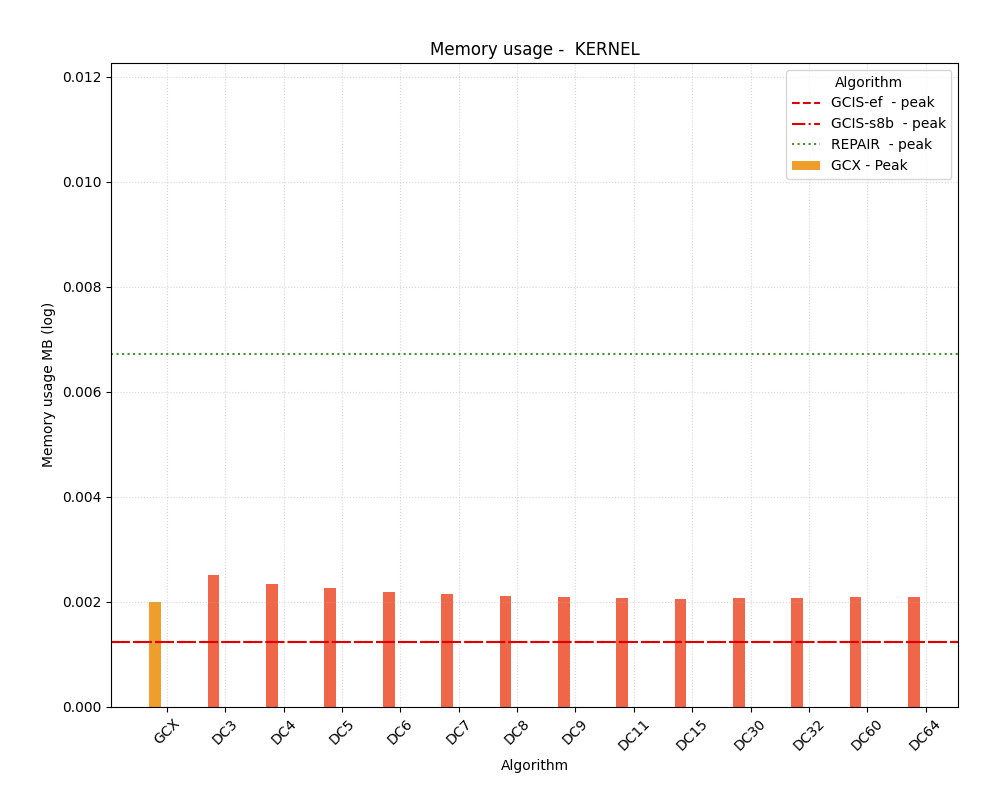 Memory usage -  KERNEL
Memory usage MB (log)
0.012
0.010
0.008
0.006
0.004
0.002
0.000
Algorithm
GCIS-ef  - peak
GCIS-s8b  - peak
REPAIR  - peak
GCX - Peak
GCX
DC3
DC4
DC5
DC6
DC7
DC8
DC9
DC11
DC15
DC30
DC32
DC60
DC64
Algorithm